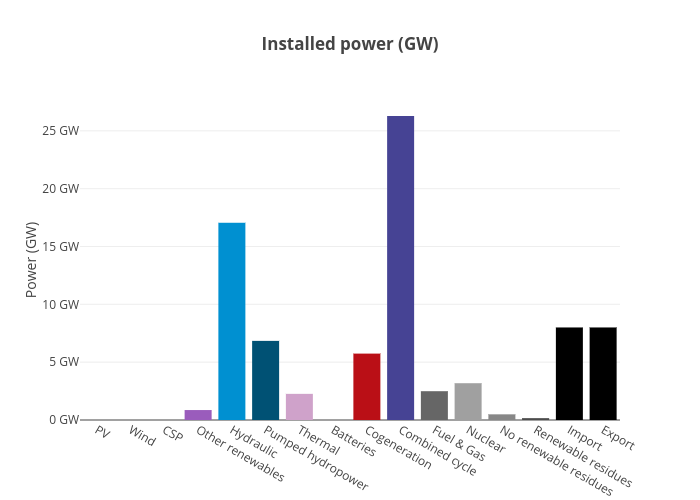 Installed power (GW)
Power (GW)
25 GW
20 GW
15 GW
10 GW
5 GW
0 GW
PV
Wind
CSP
Other renewables
Hydraulic
Pumped hydropower
Thermal
Batteries
Cogeneration
Combined cycle
Fuel & Gas
Nuclear
No renewable residues
Renewable residues
Import
Export